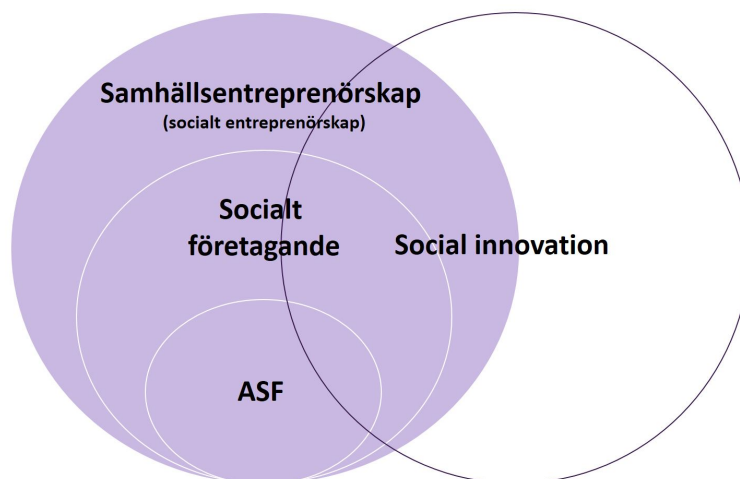 Samhällsentreprenörskap
(socialt entreprenörskap)
Socialt
företagande
Social innovation
ASF